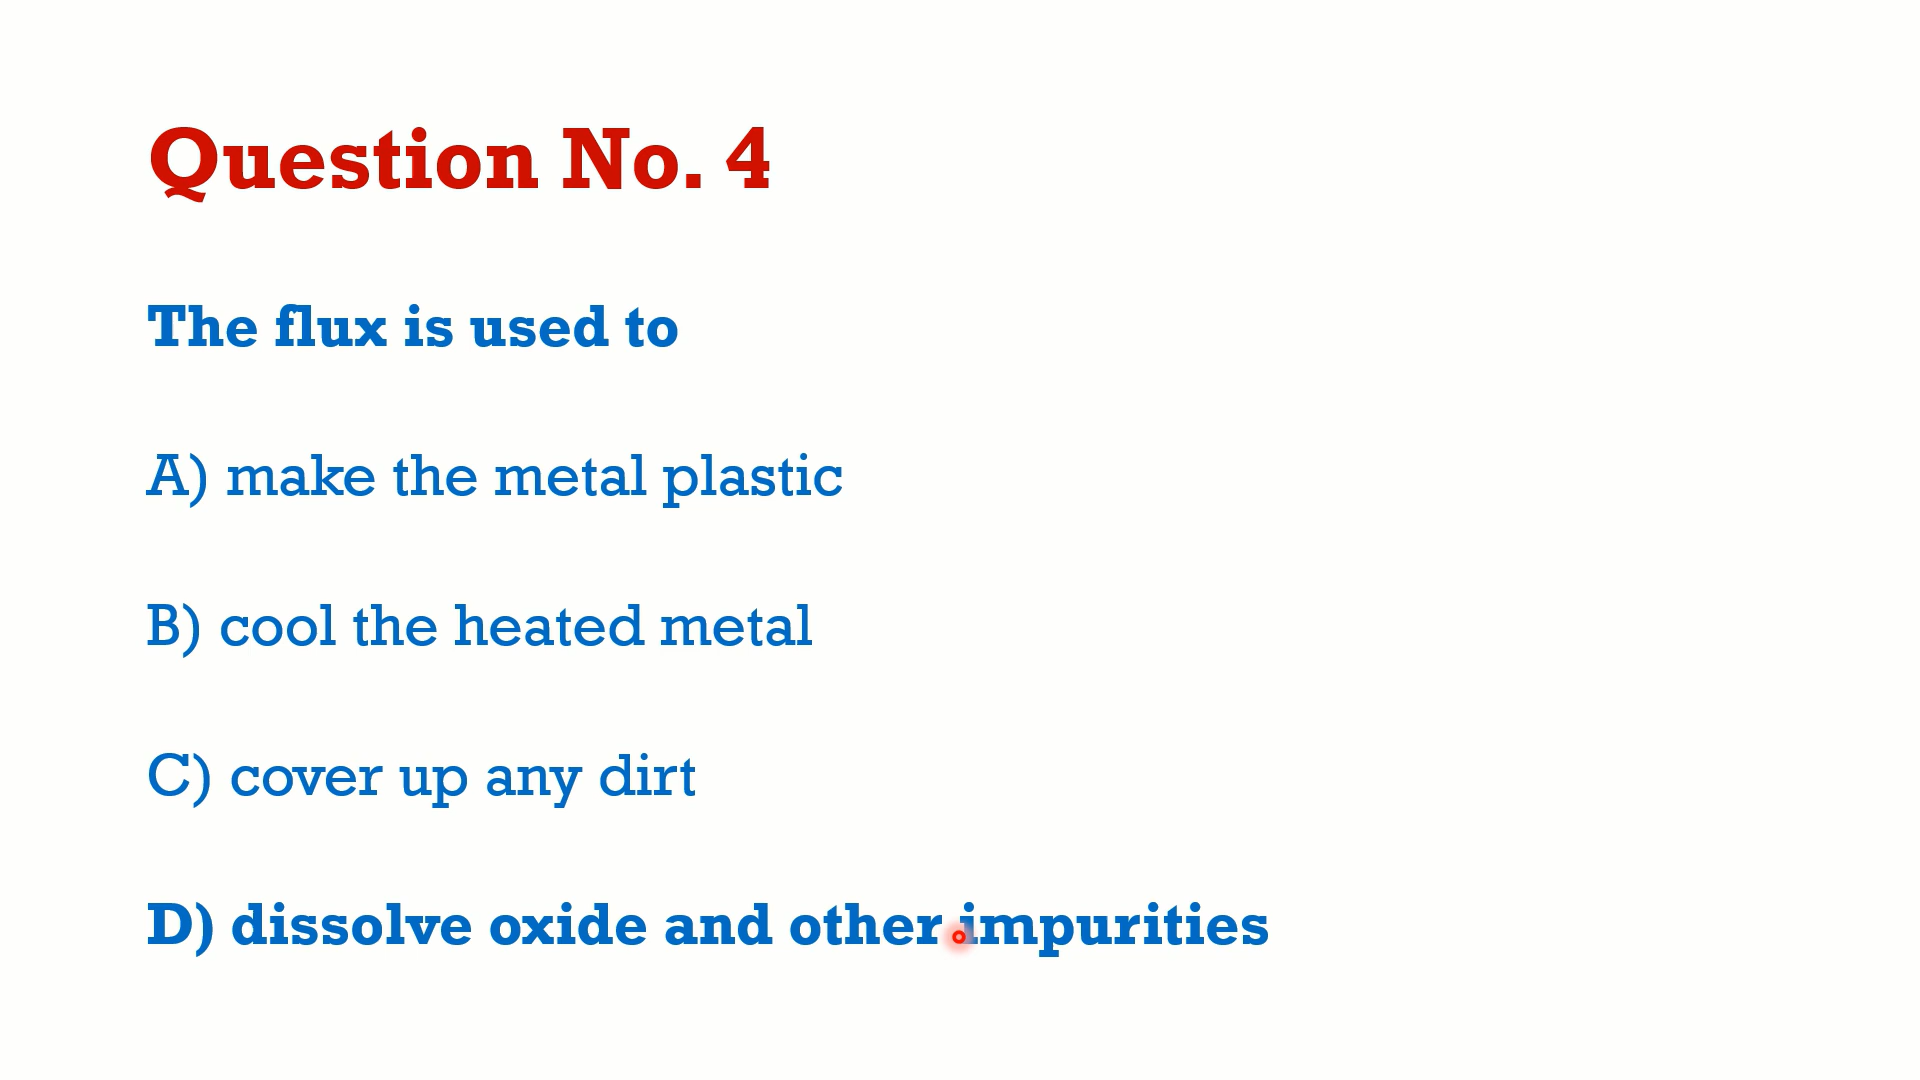 Question No. 4
The flux is used to
A) make the metal plastic
B) cool the heated metal
C) cover up any dirt
D) dissolve oxide and other impurities